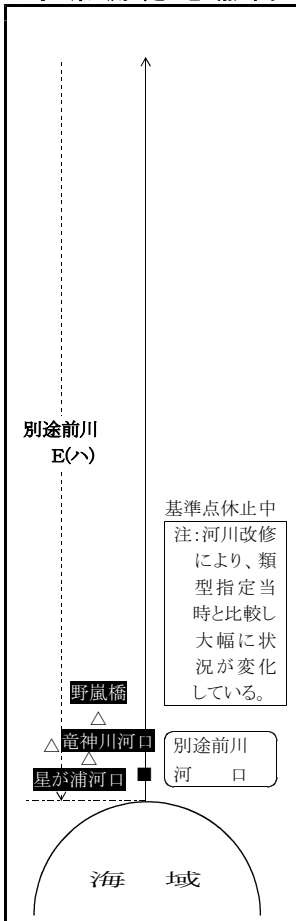 別途前川
E(ハ)
基準点休止中
注:河川改修
により、類
型指定当
時と比較し
大幅に状
況が変化
している。
野嵐橋
竜神川河口
別途前川
河　口
星が浦河口
海　域